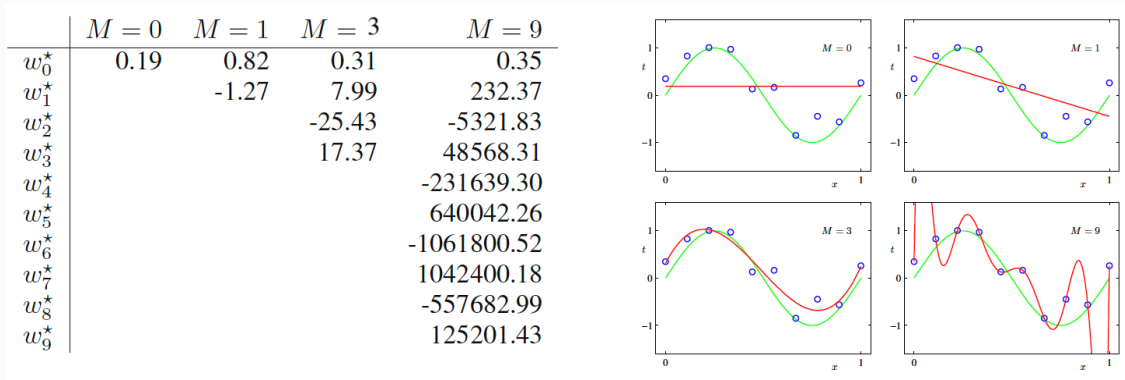 M = 0 M = 1 M = 3 M = 9
w₀* 0.19 0.82 0.31 0.35
w₁* -1.27 7.99 232.37
w₂* -25.43 -5321.83
w₃* 17.37 48568.31
w₄* -231639.30
w₅* 640042.26
w₆* -1061800.52
w₇* 1042400.18
w₈* -557682.99
w₉* 125201.43
M = 0
t
1
0
−1
0 x 1
M = 1
t
1
0
−1
0 x 1
M = 3
t
1
0
−1
0 x 1
M = 9
t
1
0
−1
0 x 1